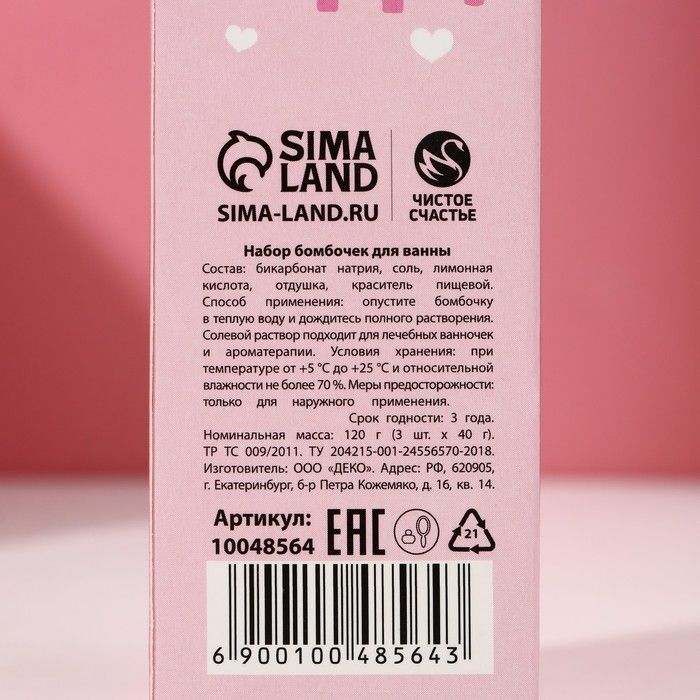 SIMA
LAND
SIMA-LAND.RU
ЧИСТОЕ
СЧАСТЬЕ
Набор бомбочек для ванны
Состав: бикарбонат натрия, соль, лимонная
кислота, отдушка, краситель пищевой.
Способ применения: опустите бомбочку
в теплую воду и дождитесь полного растворения.
Солевой раствор подходит для лечебных ванночек
и ароматерапии. Условия хранения: при
температуре от +5 °C до +25 °C и относительной
влажности не более 70 %. Меры предосторожности:
только для наружного применения.
Срок годности: 3 года.
Номинальная масса: 120 г (3 шт. х 40 г).
ТР ТС 009/2011. ТУ 204215-001-24556570-2018.
Изготовитель: ООО «ДЕКО». Адрес: РФ, 620905,
г. Екатеринбург, б-р Петра Кожемяко, д. 16, кв. 14.
Артикул:
10048564
EAC
21
6 900100 485643